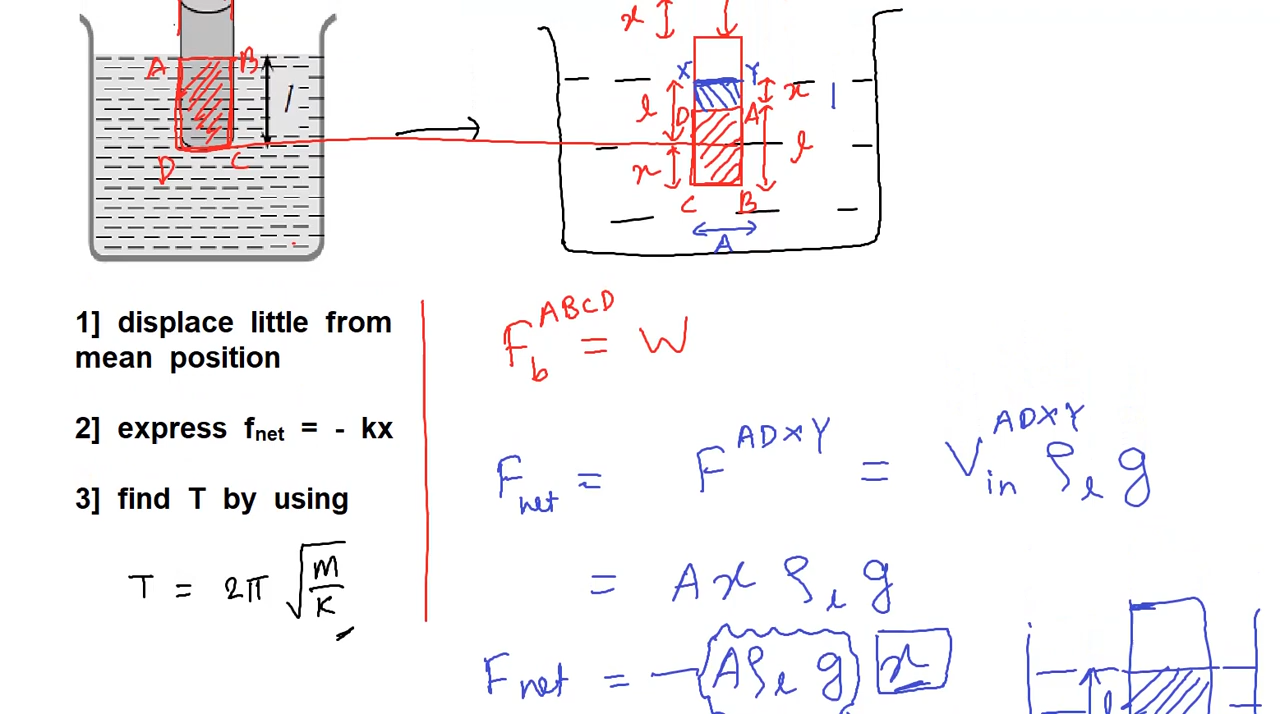 x
A B
l
D C
X Y
l D A x l
x l
C B
A
1] displace little from
mean position
2] express fnet = - kx
3] find T by using
T = 2π √(m/K)
F_b^ABCD = W
F_net = F^ADXY = V_in^ADXY ρ_l g
= A x ρ_l g
F_net = -(Aρ_l g) x
l